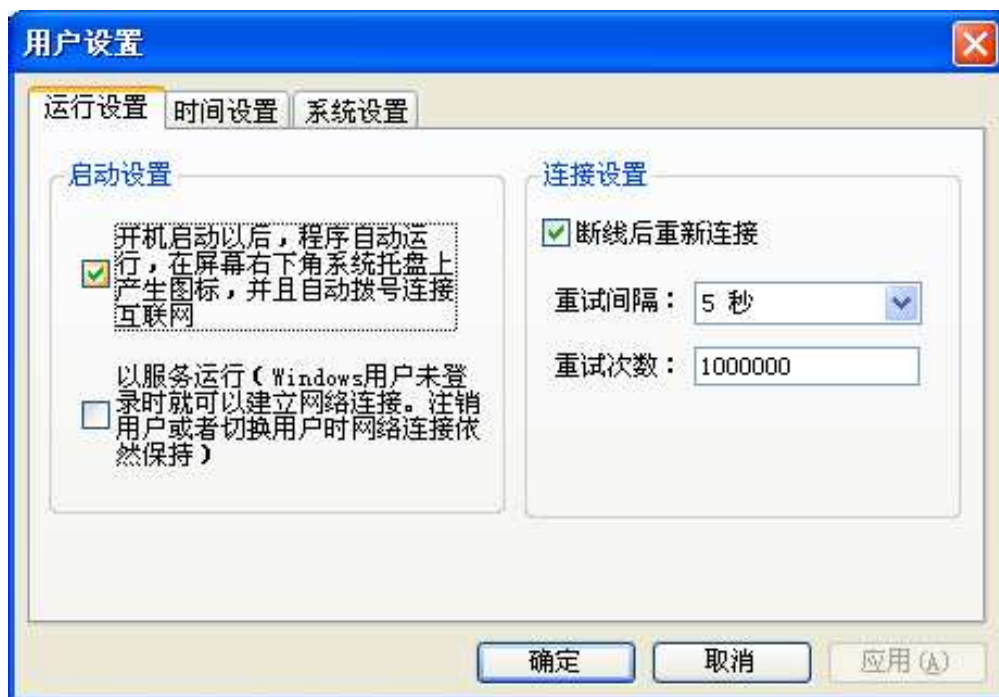 用户设置
运行设置 时间设置 系统设置
启动设置
开机启动以后，程序自动运
行，在屏幕右下角系统托盘上
产生图标，并且自动拨号连接
互联网
以服务运行（Windows用户未登
录时就可以建立网络连接。注销
用户或者切换用户时网络连接依
然保持）
连接设置
断线后重新连接
重试间隔： 5 秒
重试次数： 1000000
确定 取消 应用(A)